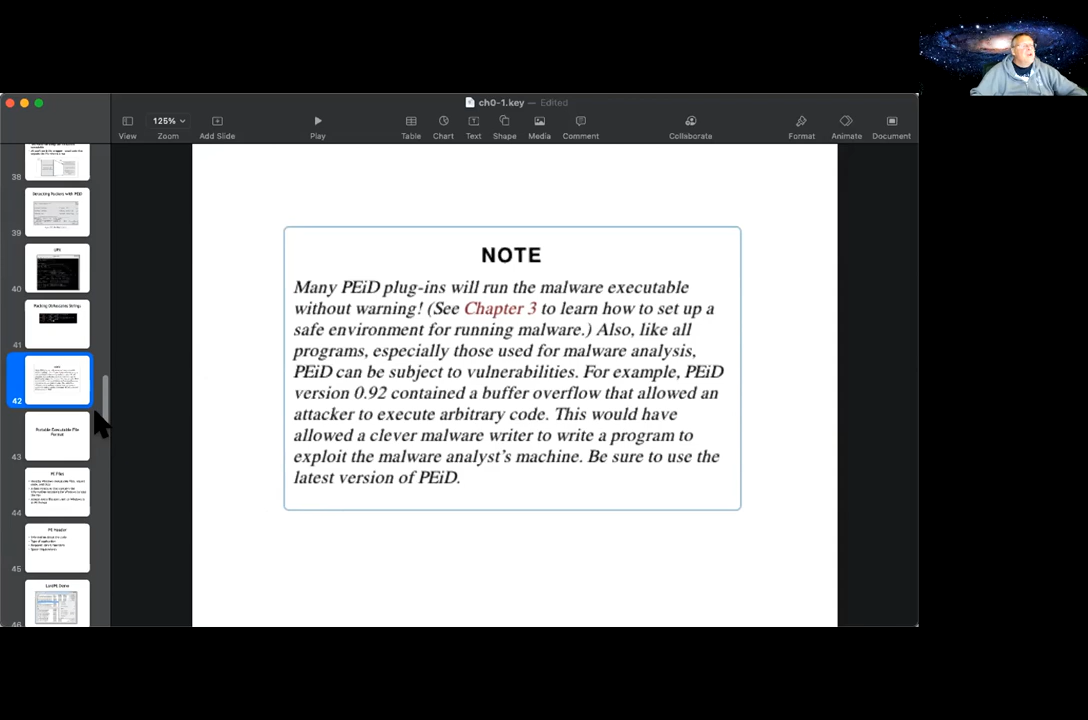 ch0-1.key — Edited
125%
View Zoom Add Slide Play Table Chart Text Shape Media Comment Collaborate Format Animate Document
38
Detecting Packers with PEiD
39
UPX
40
Packing Obfuscates Strings
41
42
Portable Executable File
Format
43
PE Files
44
PE Header
45
46
NOTE
Many PEiD plug-ins will run the malware executable
without warning! (See Chapter 3 to learn how to set up a
safe environment for running malware.) Also, like all
programs, especially those used for malware analysis,
PEiD can be subject to vulnerabilities. For example, PEiD
version 0.92 contained a buffer overflow that allowed an
attacker to execute arbitrary code. This would have
allowed a clever malware writer to write a program to
exploit the malware analyst's machine. Be sure to use the
latest version of PEiD.